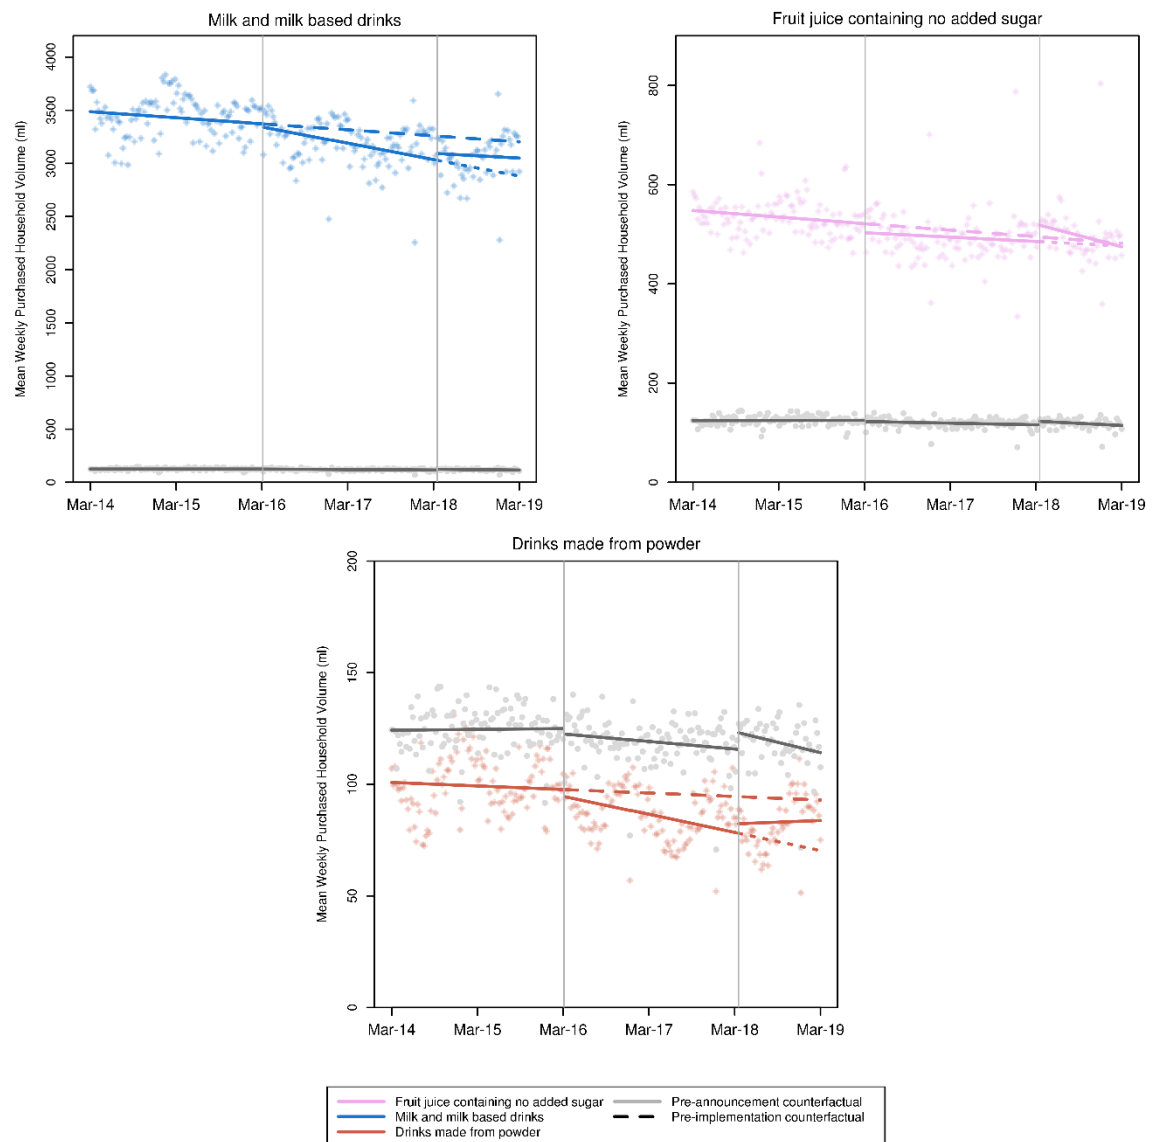 Milk and milk based drinks
Mean Weekly Purchased Household Volume (ml)
4000
3500
3000
2500
2000
1500
1000
500
0
Mar-14 Mar-15 Mar-16 Mar-17 Mar-18 Mar-19
Fruit juice containing no added sugar
Mean Weekly Purchased Household Volume (ml)
800
600
400
200
0
Mar-14 Mar-15 Mar-16 Mar-17 Mar-18 Mar-19
Drinks made from powder
Mean Weekly Purchased Household Volume (ml)
200
150
100
50
0
Mar-14 Mar-15 Mar-16 Mar-17 Mar-18 Mar-19
Fruit juice containing no added sugar
Milk and milk based drinks
Drinks made from powder
Pre-announcement counterfactual
Pre-implementation counterfactual